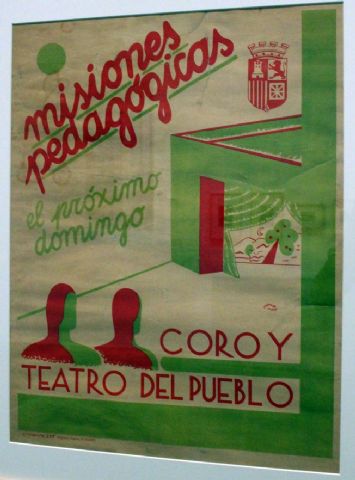 misiones
pedagógicas
el próximo
domingo
CORO Y
TEATRO DEL PUEBLO